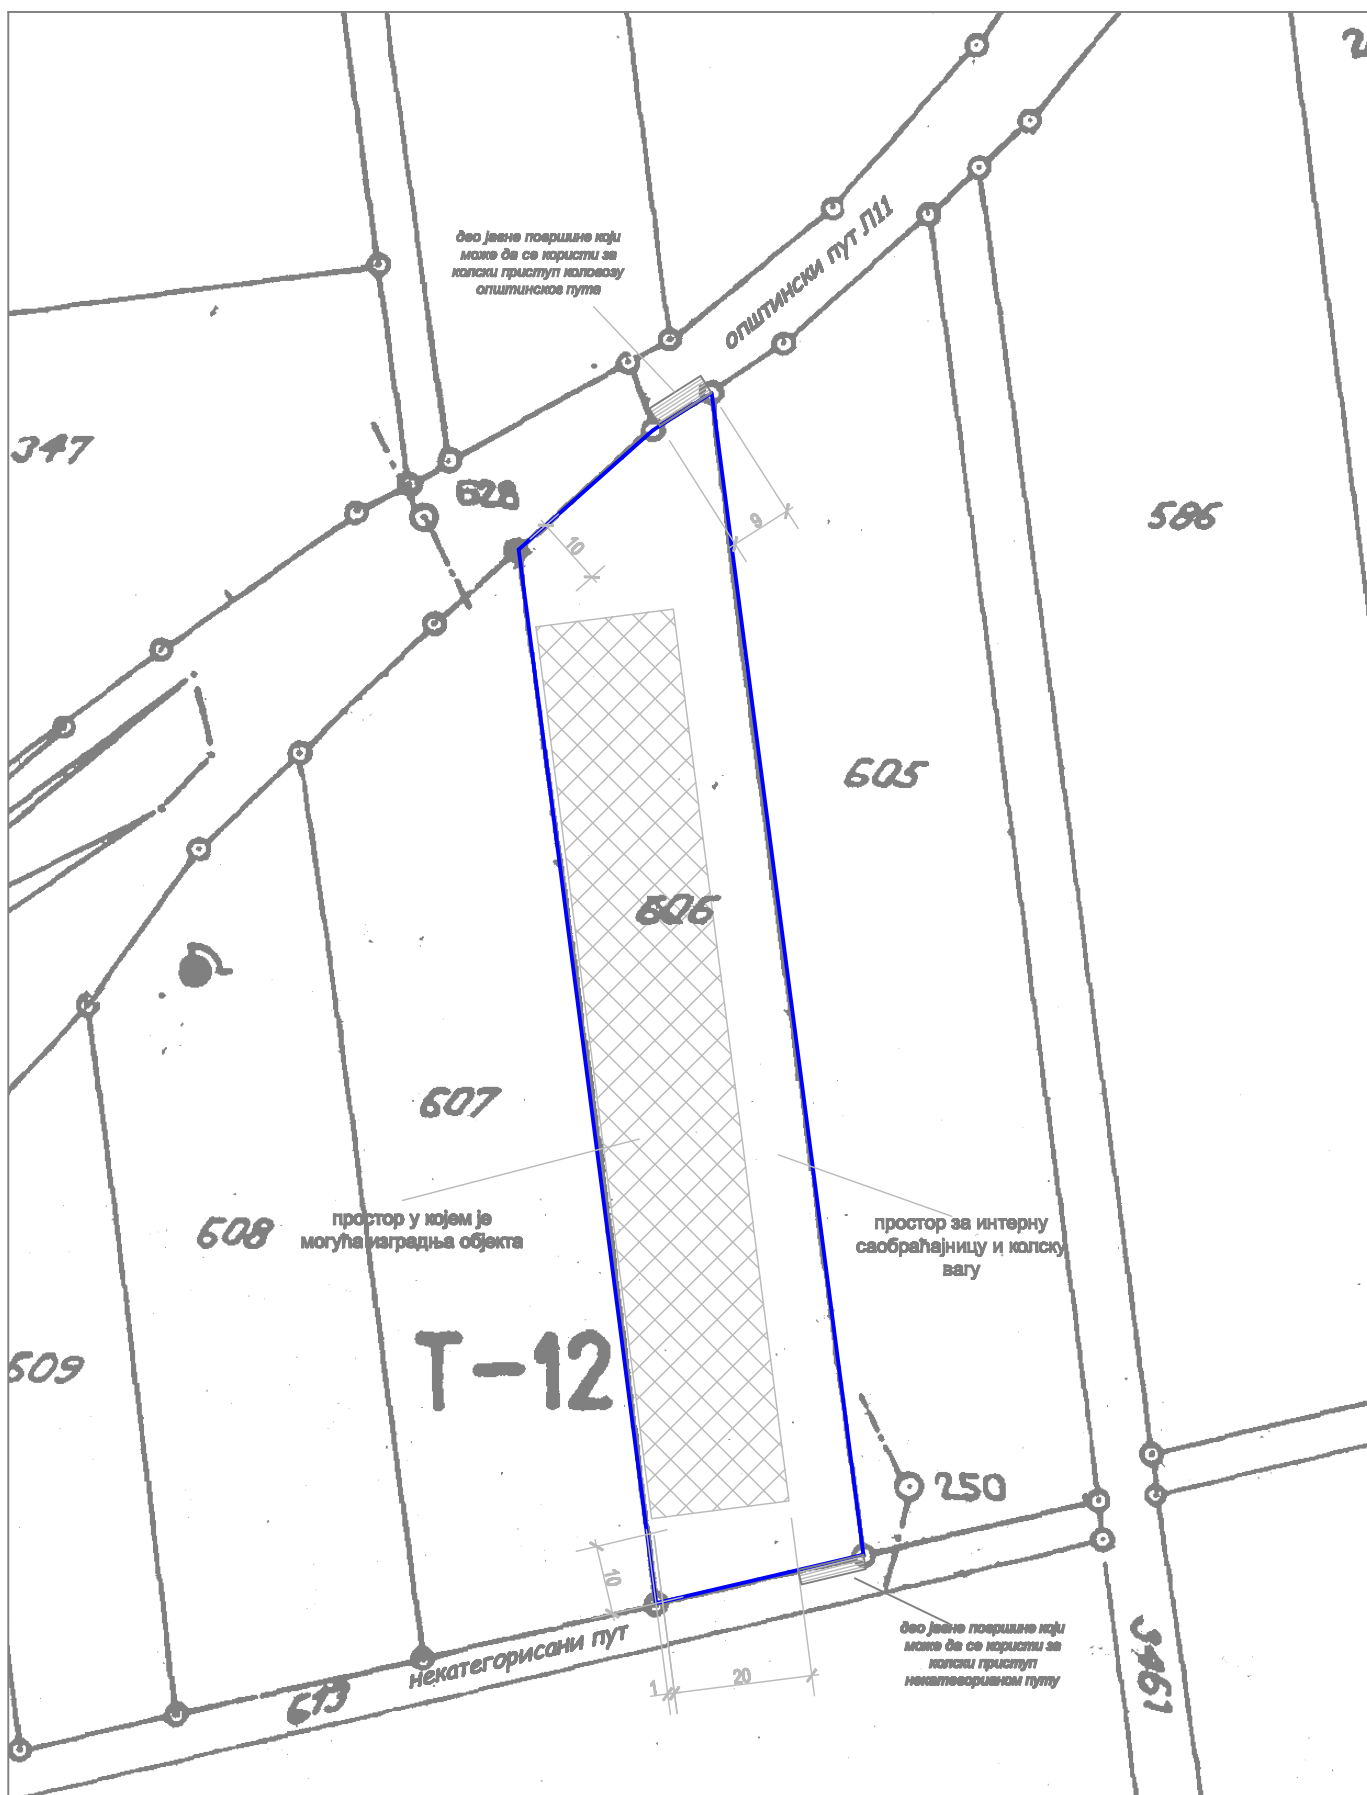 део јавне површине који
може да се користи за
колски приступ коловозу
општинског пута
општински пут Л11
347
628
9
10
586
605
606
607
простор у којем је
могућа изградња објекта
608
простор за интерну
саобраћајницу и колску
вагу
T-12
609
250
10
некатегорисани пут
613
1
20
део јавне површине који
може да се користи за
колски приступ
некатегорианом путу
3461